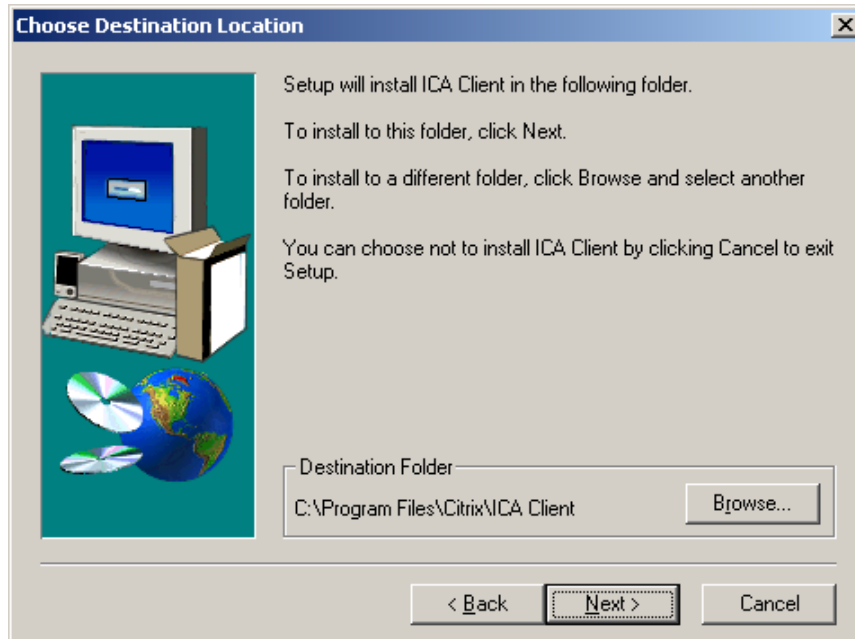 Choose Destination Location
Setup will install ICA Client in the following folder.
To install to this folder, click Next.
To install to a different folder, click Browse and select another
folder.
You can choose not to install ICA Client by clicking Cancel to exit
Setup.
Destination Folder
C:\Program Files\Citrix\ICA Client
Browse...
< Back
Next >
Cancel